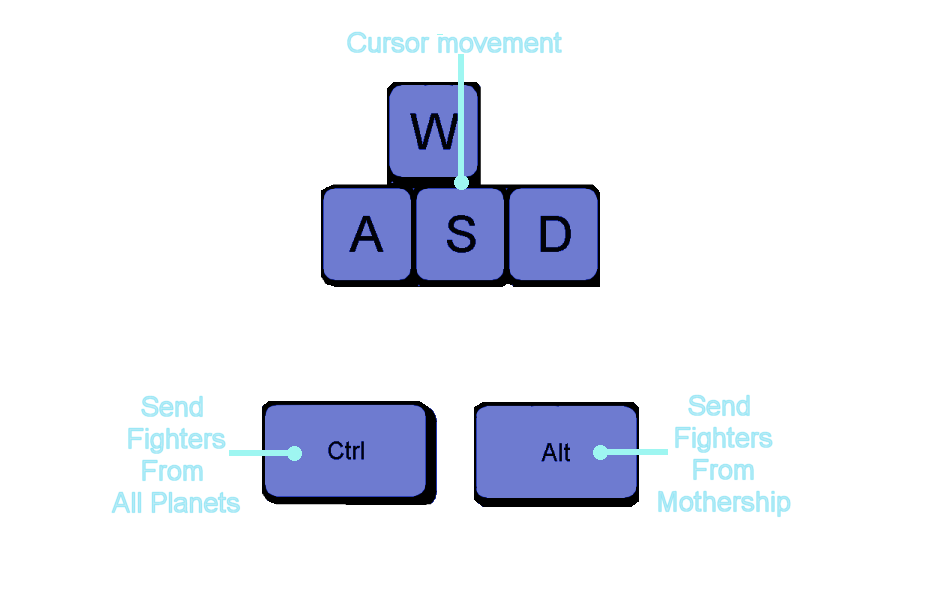 Cursor movement
W
A S D
Send
Fighters
From
All Planets
Ctrl
Alt
Send
Fighters
From
Mothership